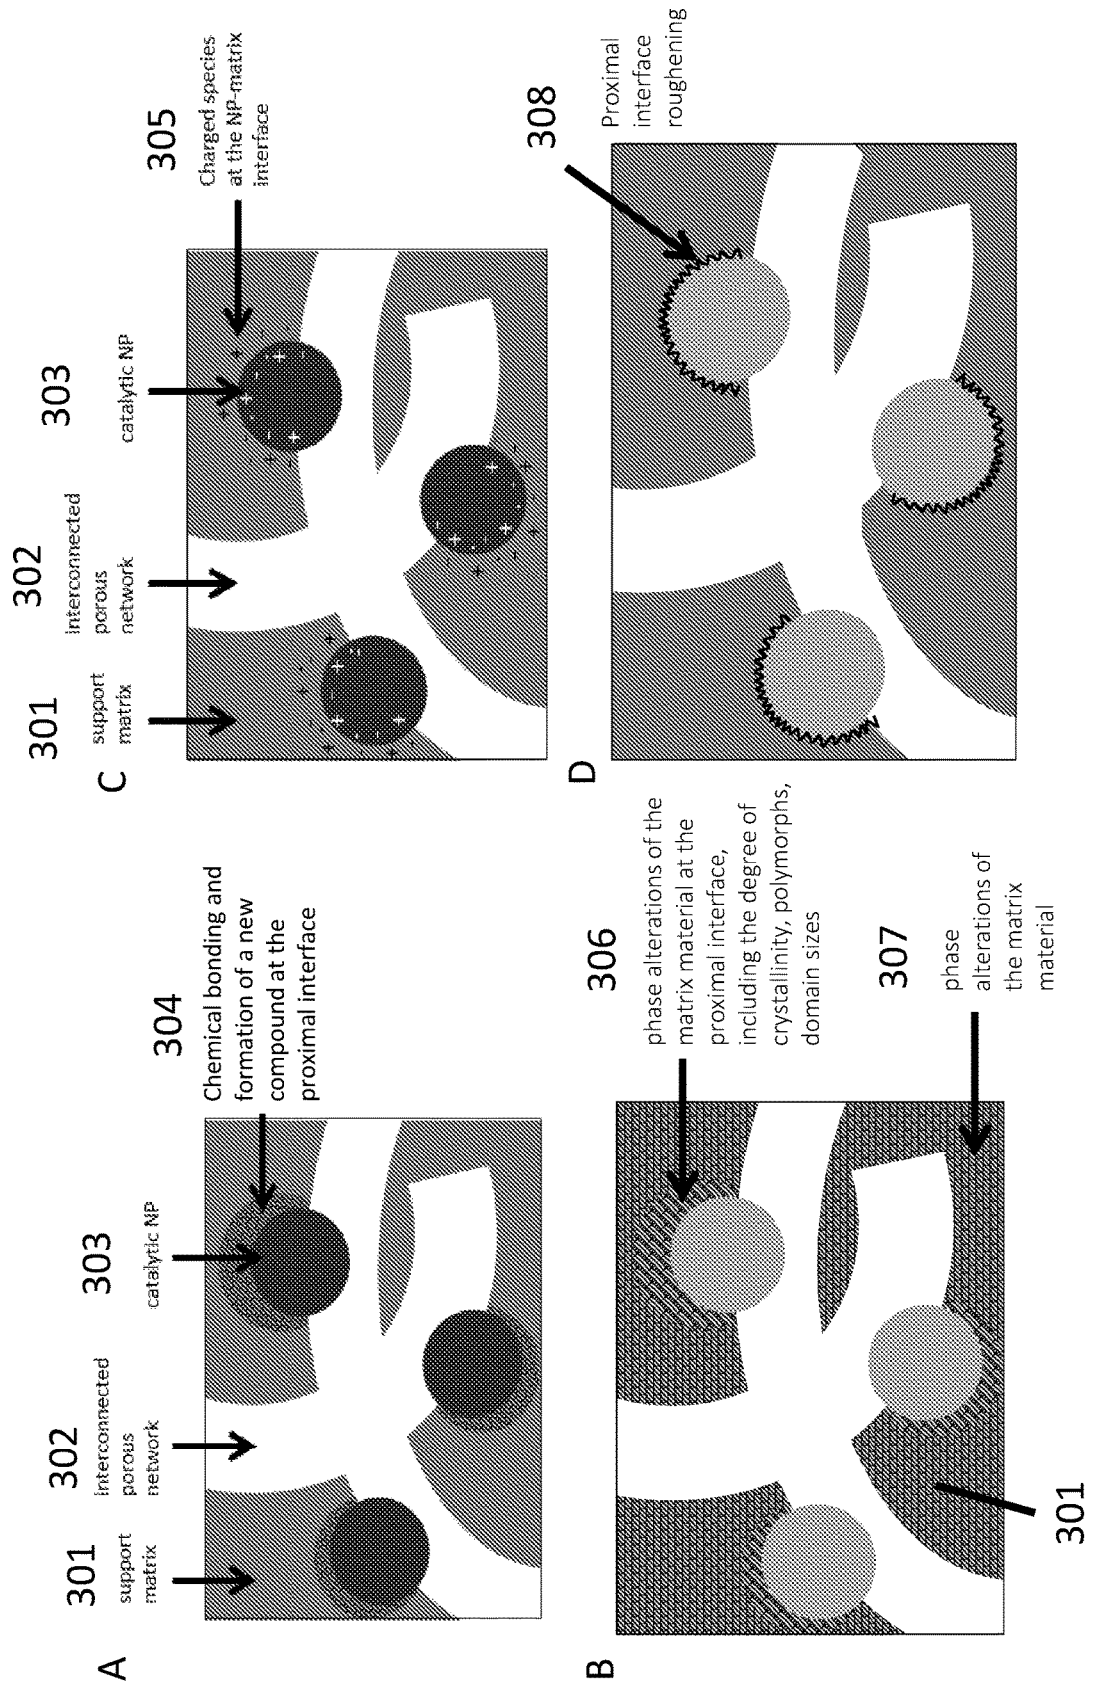 A
301
support
matrix
302
interconnected
porous
network
303
catalytic NP
304
Chemical bonding and
formation of a new
compound at the
proximal interface
B
306
phase alterations of the
matrix material at the
proximal interface,
including the degree of
crystallinity, polymorphs,
domain sizes
307
phase
alterations of
the matrix
material
301
C
301
support
matrix
302
interconnected
porous
network
303
catalytic NP
305
Charged species
at the NP-matrix
interface
D
308
Proximal
interface
roughening